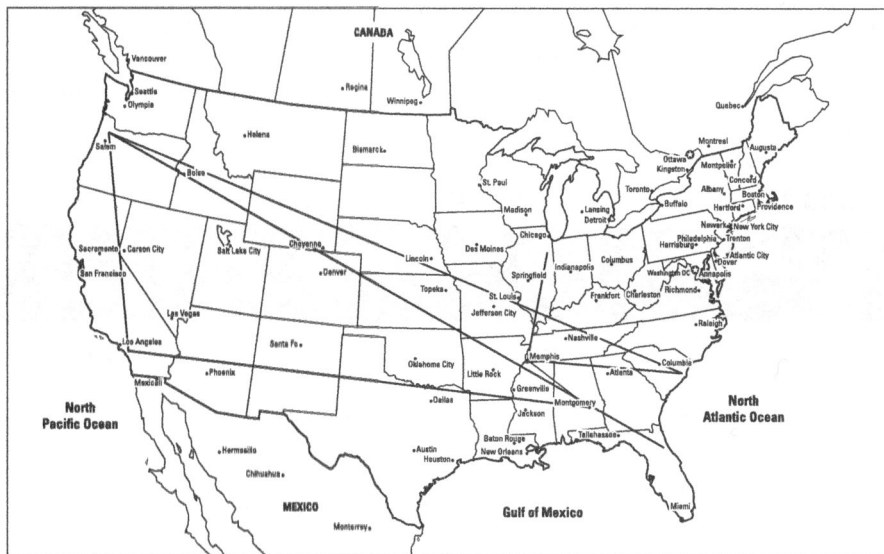 CANADA
Vancouver
Seattle
Olympia
Regina
Winnipeg
Quebec
Salem
Helena
Bismark
Montreal
Augusta
Ottawa
Kingston
Montpelier
Boise
St. Paul
Toronto
Concord
Albany
Boston
Madison
Lansing
Detroit
Buffalo
Hartford
Providence
Chicago
Newark
New York City
Sacramento
Carson City
Salt Lake City
Cheyenne
Lincoln
Des Moines
Columbus
Philadelphia
Trenton
Harrisburg
Atlantic City
San Francisco
Denver
Springfield
Indianapolis
Washington DC
Dover
Annapolis
Topeka
St. Louis
Jefferson City
Frankfort
Charleston
Richmond
Las Vegas
Raleigh
Los Angeles
Santa Fe
Nashville
Oklahoma City
Memphis
Columbia
Mexicali
Phoenix
Little Rock
Atlanta
Greenville
North
Pacific Ocean
Dallas
Jackson
Montgomery
North
Atlantic Ocean
Hermosillo
Austin
Houston
Baton Rouge
New Orleans
Tallahasse
Chihuahua
MEXICO
Gulf of Mexico
Miami
Monterrey